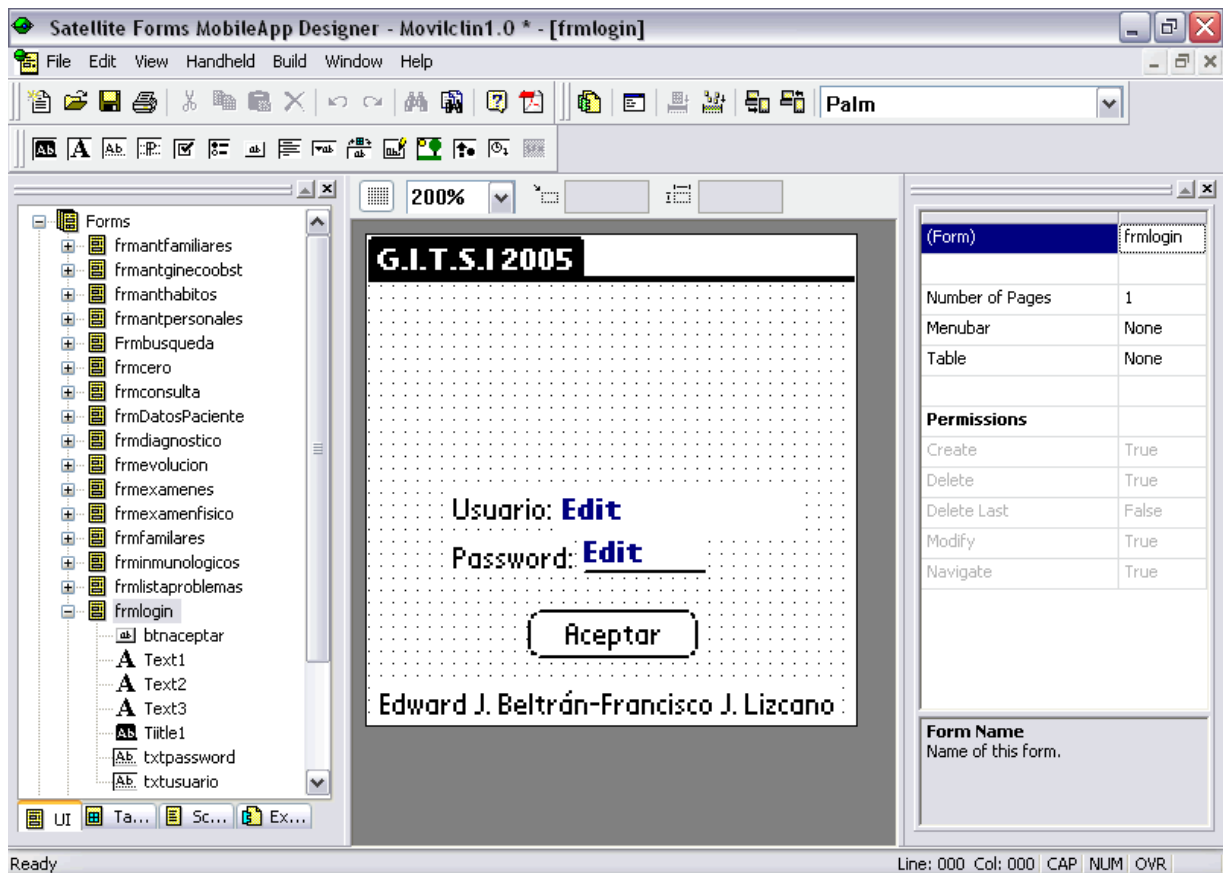 Satellite Forms MobileApp Designer - Movilclin1.0 * - [frmlogin]
File Edit View Handheld Build Window Help
Palm
200%
Forms
frmantfamiliares
frmantginecoobst
frmanthabitos
frmantpersonales
Frmbusqueda
frmcero
frmconsulta
frmDatosPaciente
frmdiagnostico
frmevolucion
frmexamenes
frmexamenfisico
frmfamilares
frminmunologicos
frmlistaproblemas
frmlogin
btnaceptar
Text1
Text2
Text3
Tiitle1
txtpassword
txtusuario
UI Ta... Sc... Ex...
G.I.T.S.I 2005
Usuario: Edit
Password: Edit
Aceptar
Edward J. Beltrán-Francisco J. Lizcano
(Form) frmlogin
Number of Pages 1
Menubar None
Table None
Permissions
Create True
Delete True
Delete Last False
Modify True
Navigate True
Form Name
Name of this form.
Ready
Line: 000 Col: 000 CAP NUM OVR